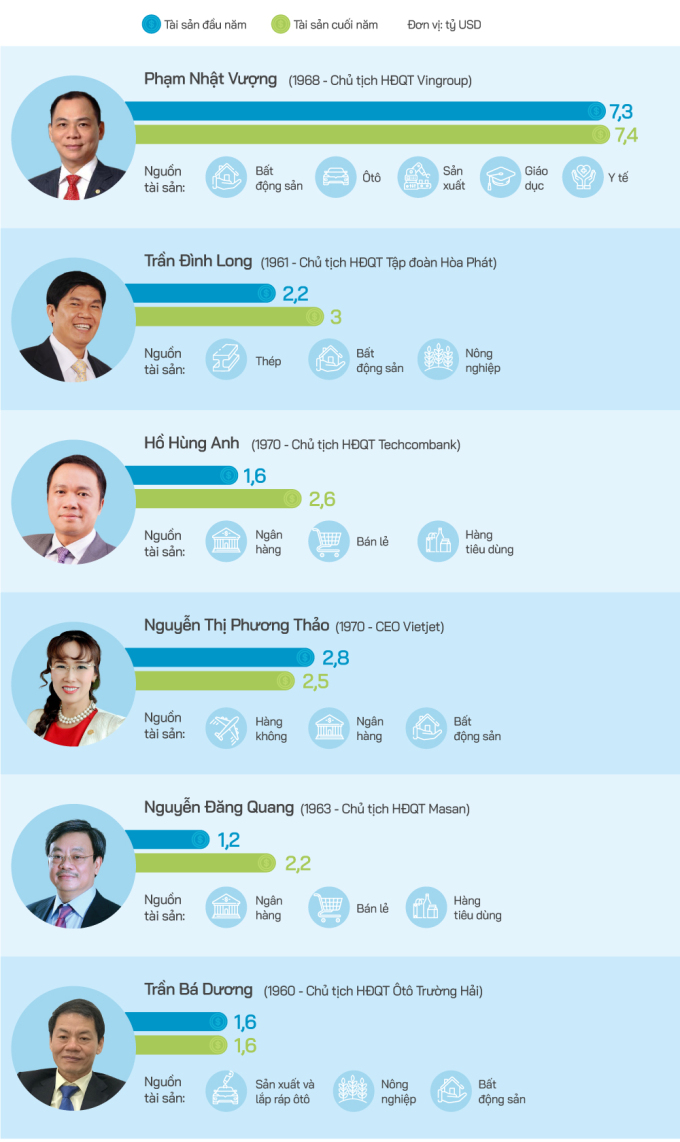 Tài sản đầu năm Tài sản cuối năm Đơn vị: tỷ USD
Phạm Nhật Vượng (1968 - Chủ tịch HĐQT Vingroup)
7,3
7,4
Nguồn tài sản:
Bất động sản
Ôtô
Sản xuất
Giáo dục
Y tế
Trần Đình Long (1961 - Chủ tịch HĐQT Tập đoàn Hòa Phát)
2,2
3
Nguồn tài sản:
Thép
Bất động sản
Nông nghiệp
Hồ Hùng Anh (1970 - Chủ tịch HĐQT Techcombank)
1,6
2,6
Nguồn tài sản:
Ngân hàng
Bán lẻ
Hàng tiêu dùng
Nguyễn Thị Phương Thảo (1970 - CEO Vietjet)
2,8
2,5
Nguồn tài sản:
Hàng không
Ngân hàng
Bất động sản
Nguyễn Đăng Quang (1963 - Chủ tịch HĐQT Masan)
1,2
2,2
Nguồn tài sản:
Ngân hàng
Bán lẻ
Hàng tiêu dùng
Trần Bá Dương (1960 - Chủ tịch HĐQT Ôtô Trường Hải)
1,6
1,6
Nguồn tài sản:
Sản xuất và lắp ráp ôtô
Nông nghiệp
Bất động sản